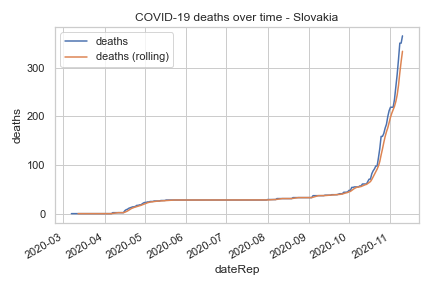 COVID-19 deaths over time - Slovakia
deaths
deaths (rolling)
300
200
100
0
deaths
2020-03
2020-04
2020-05
2020-06
2020-07
2020-08
2020-09
2020-10
2020-11
dateRep